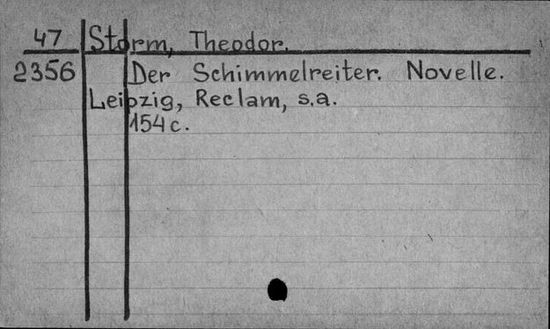 47 Storm, Theodor.
2356 Der Schimmelreiter. Novelle.
Leipzig, Reclam, s.a.
154 c.